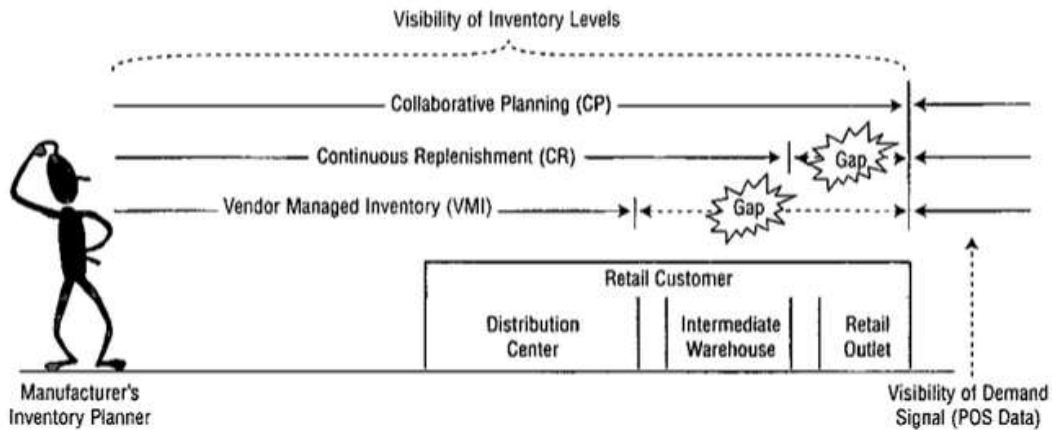 Visibility of Inventory Levels
Collaborative Planning (CP)
Continuous Replenishment (CR)
Gap
Vendor Managed Inventory (VMI)
Gap
Retail Customer
Distribution
Center
Intermediate
Warehouse
Retail
Outlet
Manufacturer's
Inventory Planner
Visibility of Demand
Signal (POS Data)